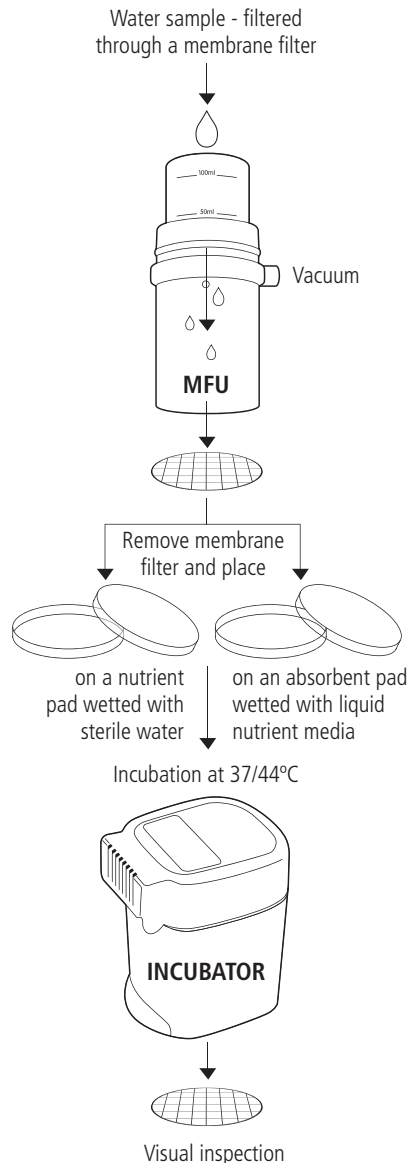 Water sample - filtered
through a membrane filter
100ml
50ml
Vacuum
MFU
Remove membrane
filter and place
on a nutrient
pad wetted with
sterile water
on an absorbent pad
wetted with liquid
nutrient media
Incubation at 37/44ºC
INCUBATOR
Visual inspection